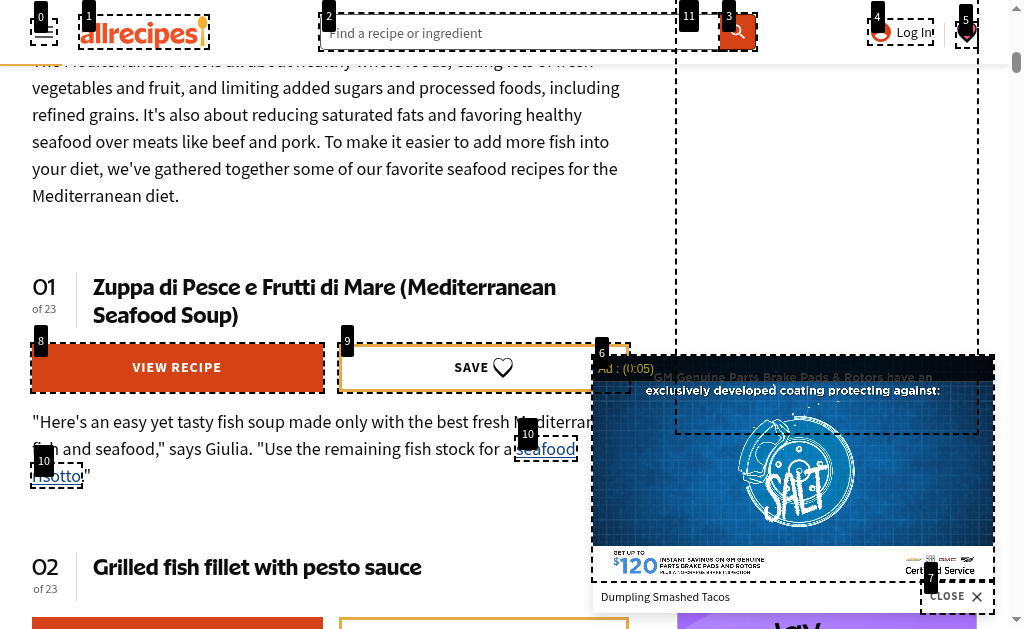 0
1
2
11
3
4
5
allrecipes
Find a recipe or ingredient
Log In
The Mediterranean diet is all about healthy whole foods, eating lots of fresh
vegetables and fruit, and limiting added sugars and processed foods, including
refined grains. It's also about reducing saturated fats and favoring healthy
seafood over meats like beef and pork. To make it easier to add more fish into
your diet, we've gathered together some of our favorite seafood recipes for the
Mediterranean diet.
01
of 23
Zuppa di Pesce e Frutti di Mare (Mediterranean
Seafood Soup)
8
VIEW RECIPE
9
SAVE
"Here's an easy yet tasty fish soup made only with the best fresh Mediterran
fish and seafood," says Giulia. "Use the remaining fish stock for a seafood
10
10
risotto."
02
of 23
Grilled fish fillet with pesto sauce
6
Ad : (0:05)
GM Genuine Parts Brake Pads & Rotors have an
exclusively developed coating protecting against:
SALT
GET UP TO
$120
INSTANT SAVINGS ON GM GENUINE
PARTS BRAKE PADS AND ROTORS
Certified Service
7
Dumpling Smashed Tacos
CLOSE